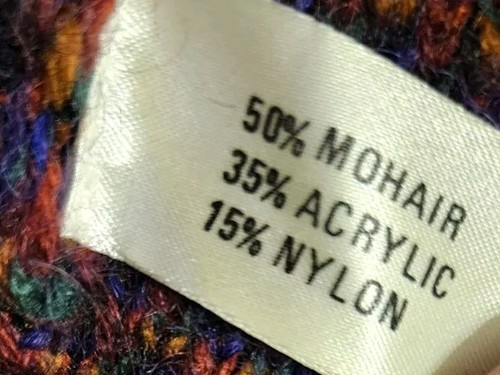 50% MOHAIR
35% ACRYLIC
15% NYLON